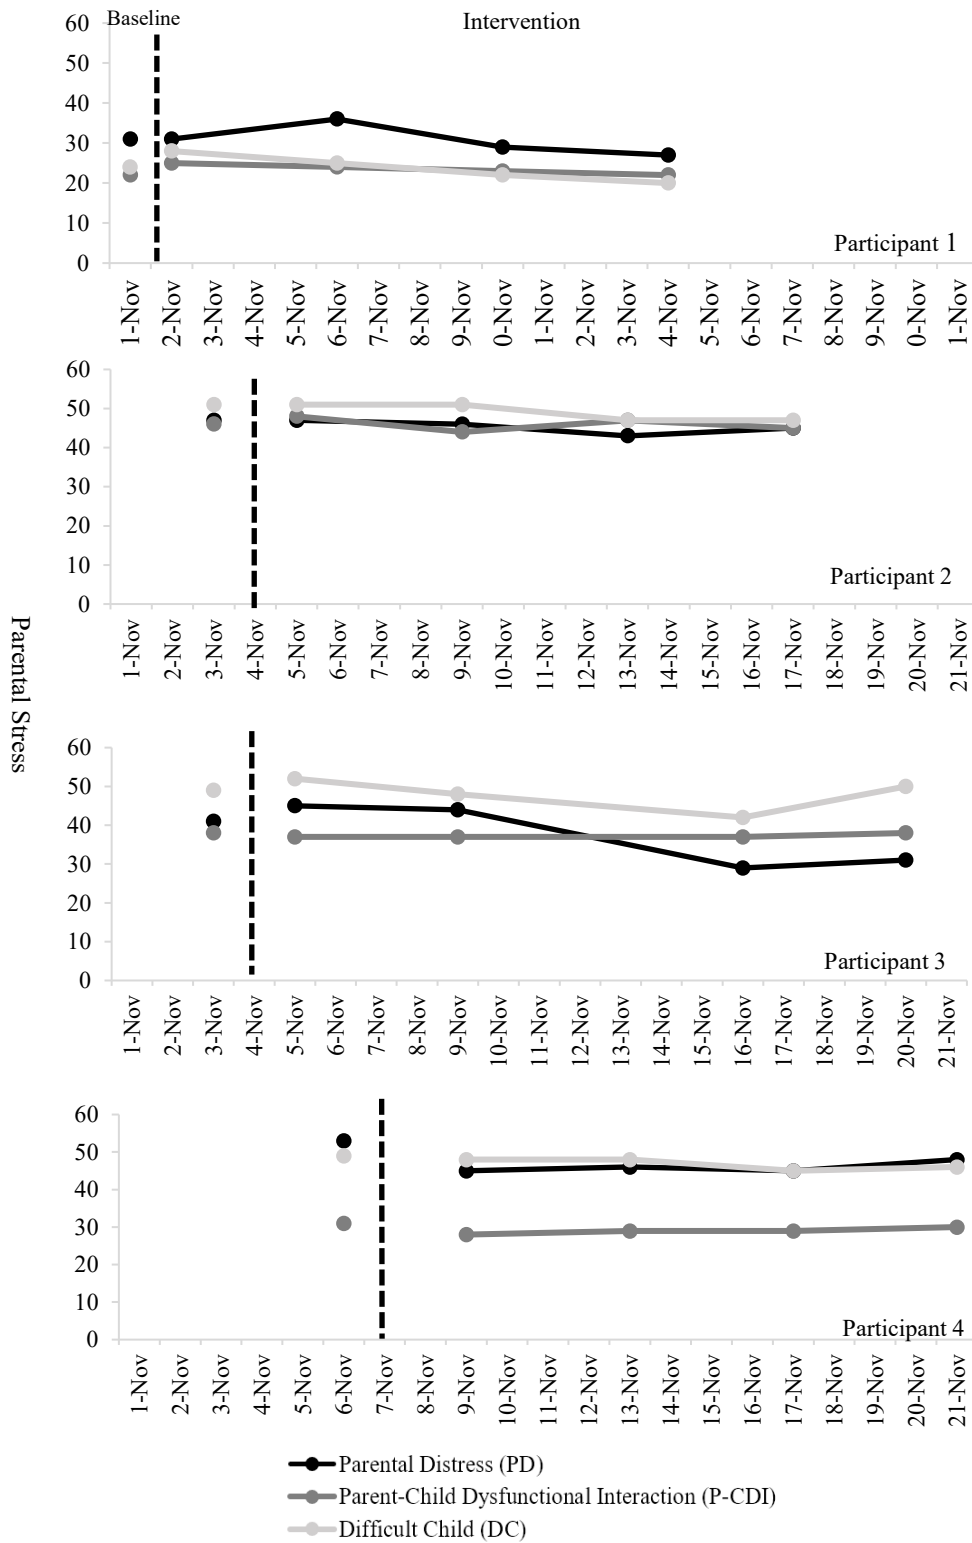 Baseline
Intervention
60
50
40
30
20
10
0
Participant 1
1-Nov
2-Nov
3-Nov
4-Nov
5-Nov
6-Nov
7-Nov
8-Nov
9-Nov
0-Nov
1-Nov
2-Nov
3-Nov
4-Nov
5-Nov
6-Nov
7-Nov
8-Nov
9-Nov
0-Nov
1-Nov
60
50
40
30
20
10
0
Participant 2
1-Nov
2-Nov
3-Nov
4-Nov
5-Nov
6-Nov
7-Nov
8-Nov
9-Nov
10-Nov
11-Nov
12-Nov
13-Nov
14-Nov
15-Nov
16-Nov
17-Nov
18-Nov
19-Nov
20-Nov
21-Nov
Parental Stress
60
50
40
30
20
10
0
Participant 3
1-Nov
2-Nov
3-Nov
4-Nov
5-Nov
6-Nov
7-Nov
8-Nov
9-Nov
10-Nov
11-Nov
12-Nov
13-Nov
14-Nov
15-Nov
16-Nov
17-Nov
18-Nov
19-Nov
20-Nov
21-Nov
60
50
40
30
20
10
0
Participant 4
1-Nov
2-Nov
3-Nov
4-Nov
5-Nov
6-Nov
7-Nov
8-Nov
9-Nov
10-Nov
11-Nov
12-Nov
13-Nov
14-Nov
15-Nov
16-Nov
17-Nov
18-Nov
19-Nov
20-Nov
21-Nov
Parental Distress (PD)
Parent-Child Dysfunctional Interaction (P-CDI)
Difficult Child (DC)